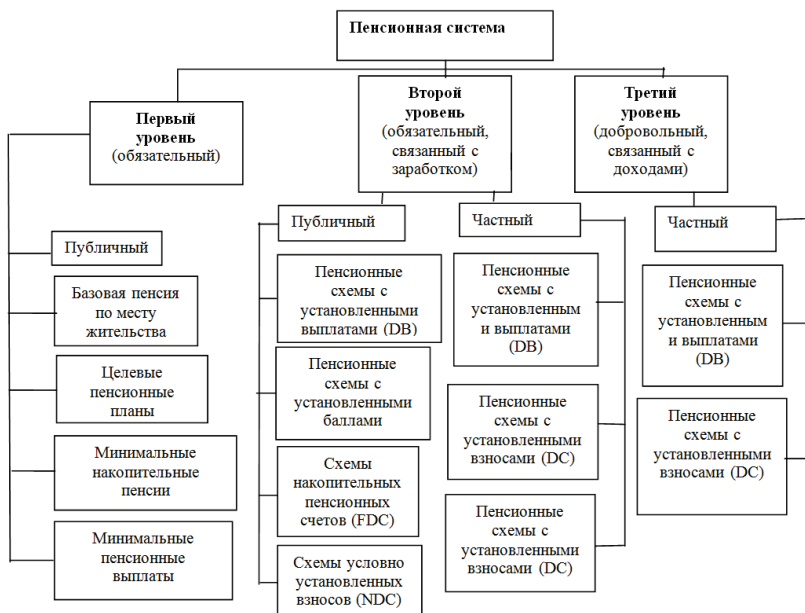 Пенсионная система
Первый
уровень
(обязательный)
Второй
уровень
(обязательный,
связанный с
заработком)
Третий
уровень
(добровольный,
связанный с
доходами)
Публичный
Базовая пенсия
по месту
жительства
Целевые
пенсионные
планы
Минимальные
накопительные
пенсии
Минимальные
пенсионные
выплаты
Публичный
Пенсионные
схемы с
установленными
выплатами (DB)
Пенсионные
схемы с
установленными
баллами
Схемы
накопительных
пенсионных
счетов (FDC)
Схемы условно
установленных
взносов (NDC)
Частный
Пенсионные
схемы с
установленным
и выплатами
(DB)
Пенсионные
схемы с
установленными
взносами (DC)
Пенсионные
схемы с
установленными
взносами (DC)
Частный
Пенсионные
схемы с
установленным
и выплатами
(DB)
Пенсионные
схемы с
установленными
взносами (DC)